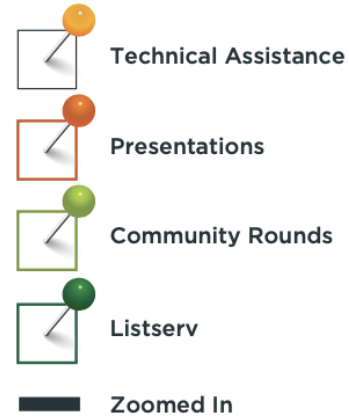 Technical Assistance
Presentations
Community Rounds
Listserv
Zoomed In